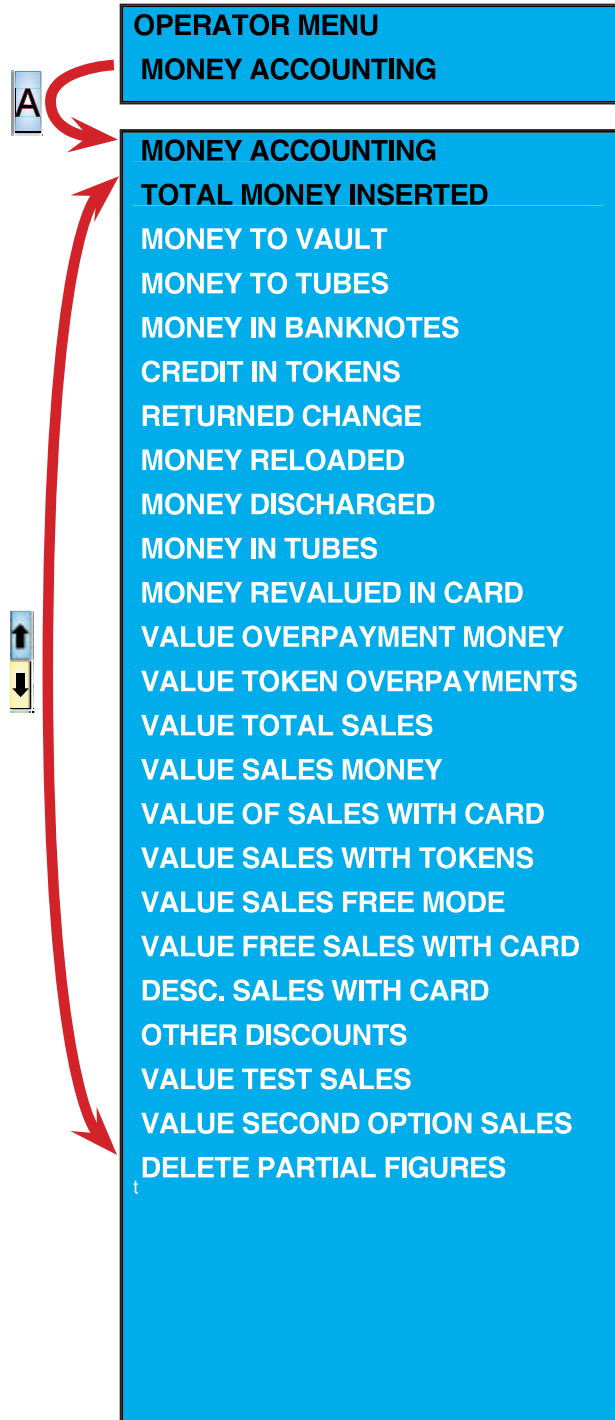 OPERATOR MENU
MONEY ACCOUNTING
A
MONEY ACCOUNTING
TOTAL MONEY INSERTED
MONEY TO VAULT
MONEY TO TUBES
MONEY IN BANKNOTES
CREDIT IN TOKENS
RETURNED CHANGE
MONEY RELOADED
MONEY DISCHARGED
MONEY IN TUBES
MONEY REVALUED IN CARD
VALUE OVERPAYMENT MONEY
VALUE TOKEN OVERPAYMENTS
VALUE TOTAL SALES
VALUE SALES MONEY
VALUE OF SALES WITH CARD
VALUE SALES WITH TOKENS
VALUE SALES FREE MODE
VALUE FREE SALES WITH CARD
DESC. SALES WITH CARD
OTHER DISCOUNTS
VALUE TEST SALES
VALUE SECOND OPTION SALES
DELETE PARTIAL FIGURES
t